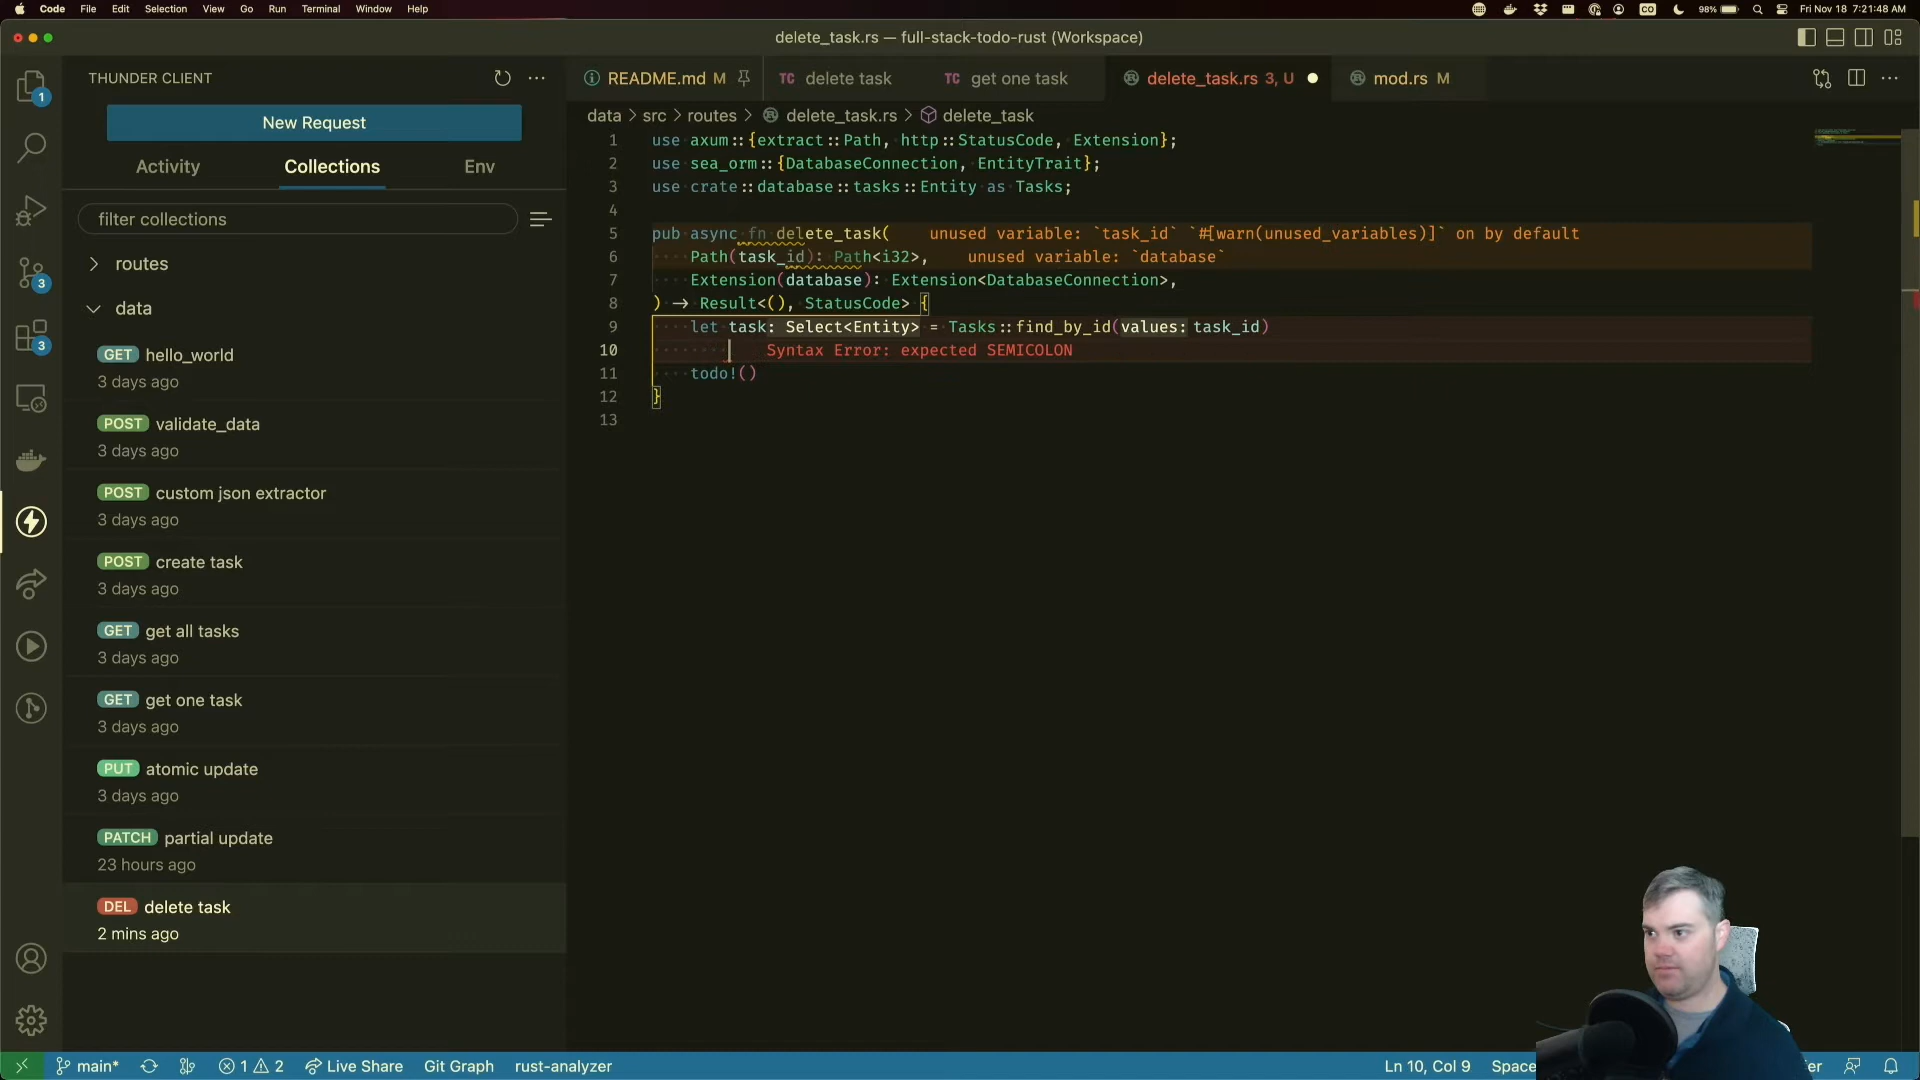 Code File Edit Selection View Go Run Terminal Window Help
98% Fri Nov 18 7:21:48 AM
delete_task.rs — full-stack-todo-rust (Workspace)
THUNDER CLIENT
New Request
Activity Collections Env
filter collections
routes
data
GET hello_world
3 days ago
POST validate_data
3 days ago
POST custom json extractor
3 days ago
POST create task
3 days ago
GET get all tasks
3 days ago
GET get one task
3 days ago
PUT atomic update
3 days ago
PATCH partial update
23 hours ago
DEL delete task
2 mins ago
1
3
3
README.md M TC delete task TC get one task delete_task.rs 3, U mod.rs M
data > src > routes > delete_task.rs > delete_task
1 use axum::{extract::Path, http::StatusCode, Extension};
2 use sea_orm::{DatabaseConnection, EntityTrait};
3 use crate::database::tasks::Entity as Tasks;
4
5 pub async fn delete_task( unused variable: `task_id` `#[warn(unused_variables)]` on by default
6 Path(task_id): Path<i32>, unused variable: `database`
7 Extension(database): Extension<DatabaseConnection>,
8 ) -> Result<(), StatusCode> {
9 let task: Select<Entity> = Tasks::find_by_id(values: task_id)
10 Syntax Error: expected SEMICOLON
11 todo!()
12 }
13
main* 1 2 Live Share Git Graph rust-analyzer Ln 10, Col 9